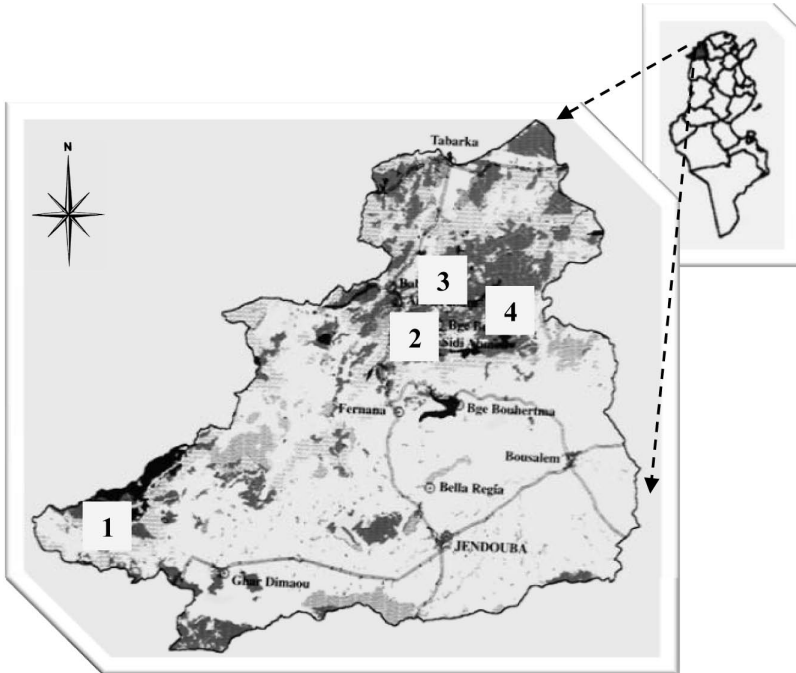 N
Tabarka
3
4
2
Fernana
Bge Bouhertma
Bousalem
1
Bella Regia
JENDOUBA
Ghar Dimaou